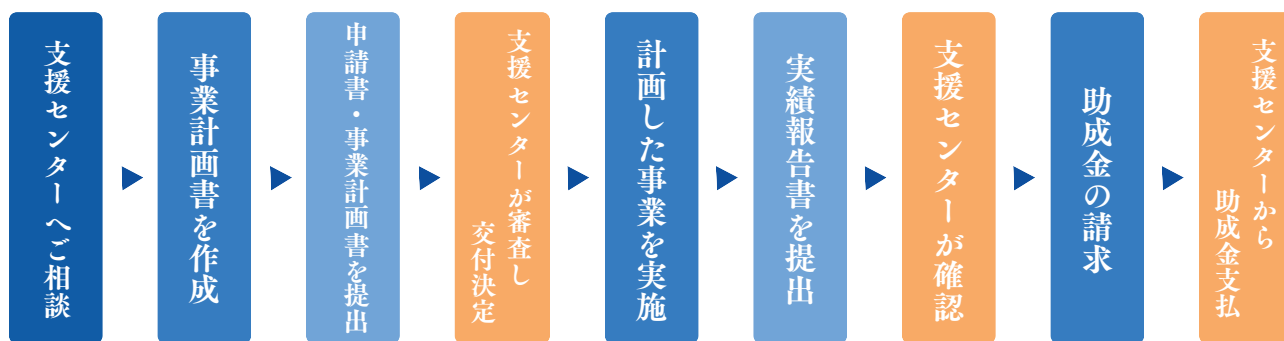 支援センターへご相談
事業計画書を作成
申請書・事業計画書を提出
支援センターが審査し
交付決定
計画した事業を実施
実績報告書を提出
支援センターが確認
助成金の請求
支援センターから
助成金支払